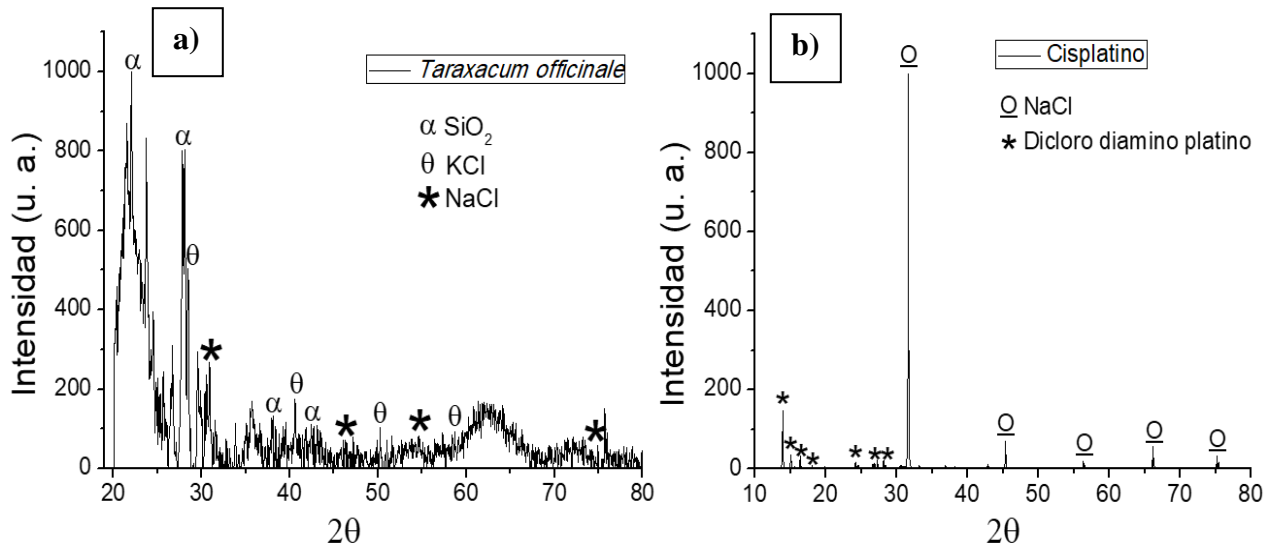 a)
Taraxacum officinale
α SiO₂
θ KCl
★ NaCl
α
α
θ
★
α
θ
α
★
θ
★
θ
★
Intensidad (u. a.)
1000
800
600
400
200
0
20 30 40 50 60 70 80
2θ
b)
Cisplatino
O NaCl
* Dicloro diamino platino
O
*
*
*
*
*
*
*
O
O
O
O
Intensidad (u. a.)
1000
800
600
400
200
0
10 20 30 40 50 60 70 80
2θ